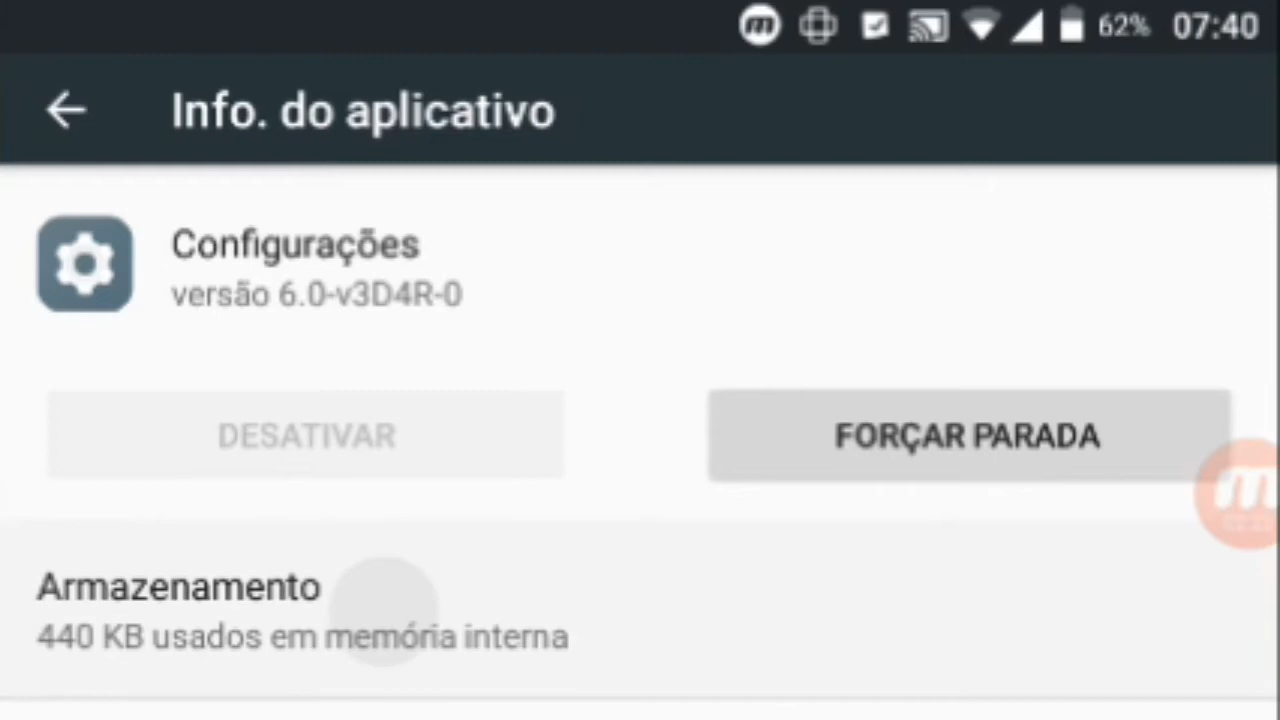 62% 07:40
Info. do aplicativo
Configurações
versão 6.0-v3D4R-0
DESATIVAR
FORÇAR PARADA
Armazenamento
440 KB usados em memória interna